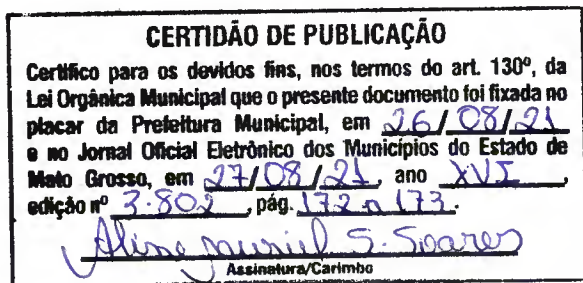 CERTIDÃO DE PUBLICAÇÃO
Certifico para os devidos fins, nos termos do art. 130º, da
Lei Orgânica Municipal que o presente documento foi fixada no
placar da Prefeitura Municipal, em 26/08/21
e no Jornal Oficial Eletrônico dos Municípios do Estado de
Mato Grosso, em 27/08/21, ano XVI,
edição nº 3.802, pág. 172 a 173.
Aline muriel S. Soares
Assinatura/Carimbo